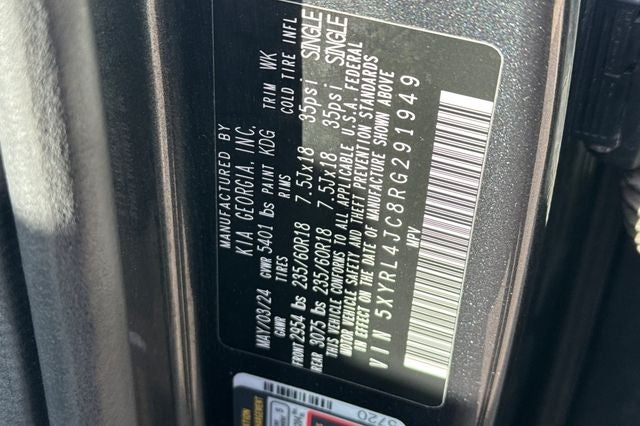 MANUFACTURED BY
KIA GEORGIA, INC.
MAY/03/24 GVWR 5401 lbs PAINT KDG TRIM WK
GAWR TIRES RIMS COLD TIRE INFL
FRONT 2954 lbs 235/60R18 7.5Jx18 35psi SINGLE
REAR 3075 lbs 235/60R18 7.5Jx18 35psi SINGLE
THIS VEHICLE CONFORMS TO ALL APPLICABLE U.S.A. FEDERAL
MOTOR VEHICLE SAFETY AND THEFT PREVENTION STANDARDS
IN EFFECT ON THE DATE OF MANUFACTURE SHOWN ABOVE
VIN 5XYRL4JC8RG291949
MPV